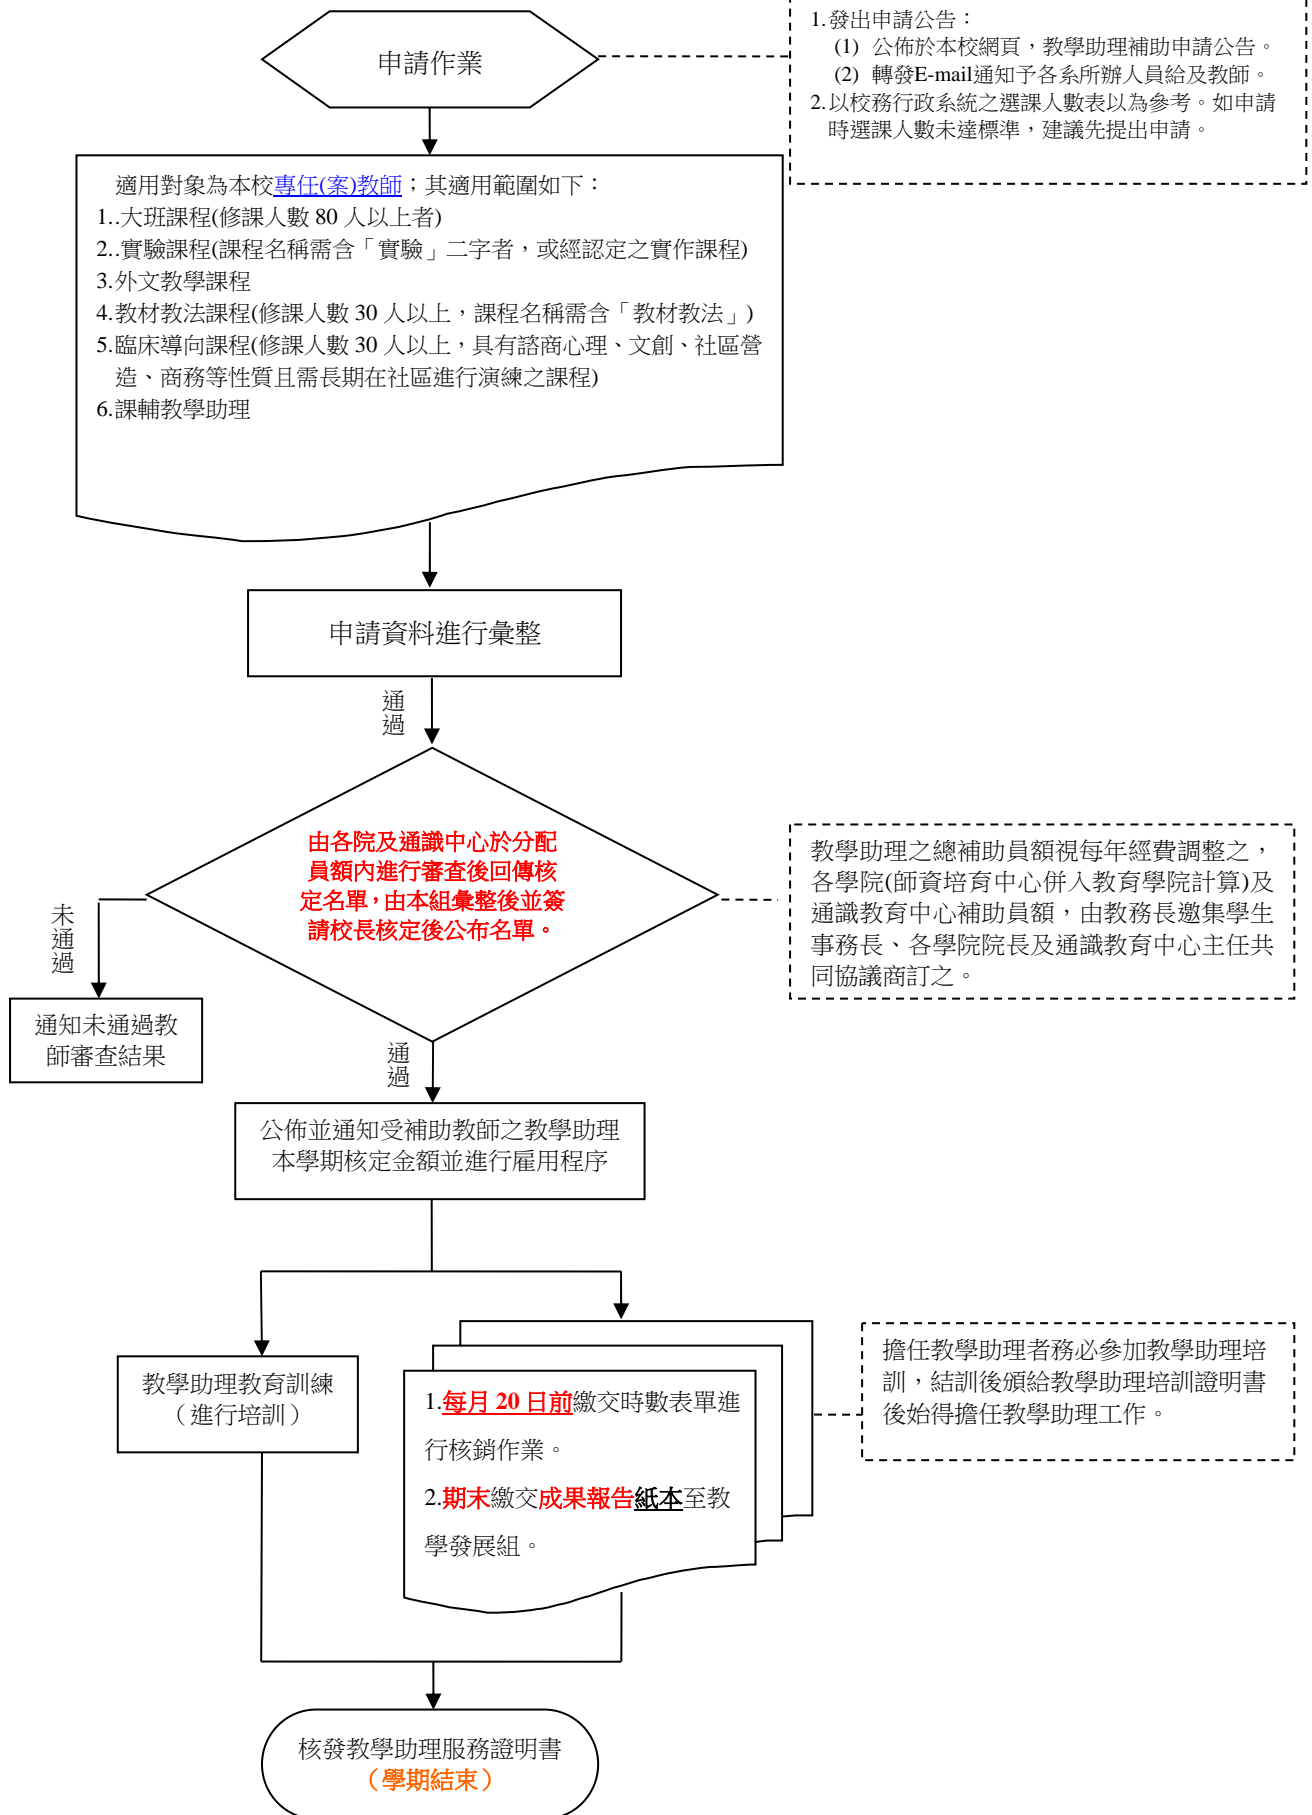 申請作業
1.發出申請公告：
(1) 公佈於本校網頁，教學助理補助申請公告。
(2) 轉發E-mail通知予各系所辦人員給及教師。
2.以校務行政系統之選課人數表以為參考。如申請
時選課人數未達標準，建議先提出申請。
適用對象為本校專任(案)教師；其適用範圍如下：
1..大班課程(修課人數 80 人以上者)
2..實驗課程(課程名稱需含「實驗」二字者，或經認定之實作課程)
3.外文教學課程
4.教材教法課程(修課人數 30 人以上，課程名稱需含「教材教法」)
5.臨床導向課程(修課人數 30 人以上，具有諮商心理、文創、社區營
造、商務等性質且需長期在社區進行演練之課程)
6.課輔教學助理
申請資料進行彙整
通過
由各院及通識中心於分配
員額內進行審查後回傳核
定名單，由本組彙整後並簽
請校長核定後公布名單。
教學助理之總補助員額視每年經費調整之，
各學院(師資培育中心併入教育學院計算)及
通識教育中心補助員額，由教務長邀集學生
事務長、各學院院長及通識教育中心主任共
同協議商訂之。
未通過
通知未通過教
師審查結果
通過
公佈並通知受補助教師之教學助理
本學期核定金額並進行雇用程序
教學助理教育訓練
（進行培訓）
1.每月 20 日前繳交時數表單進
行核銷作業。
2.期末繳交成果報告紙本至教
學發展組。
擔任教學助理者務必參加教學助理培
訓，結訓後頒給教學助理培訓證明書
後始得擔任教學助理工作。
核發教學助理服務證明書
（學期結束）